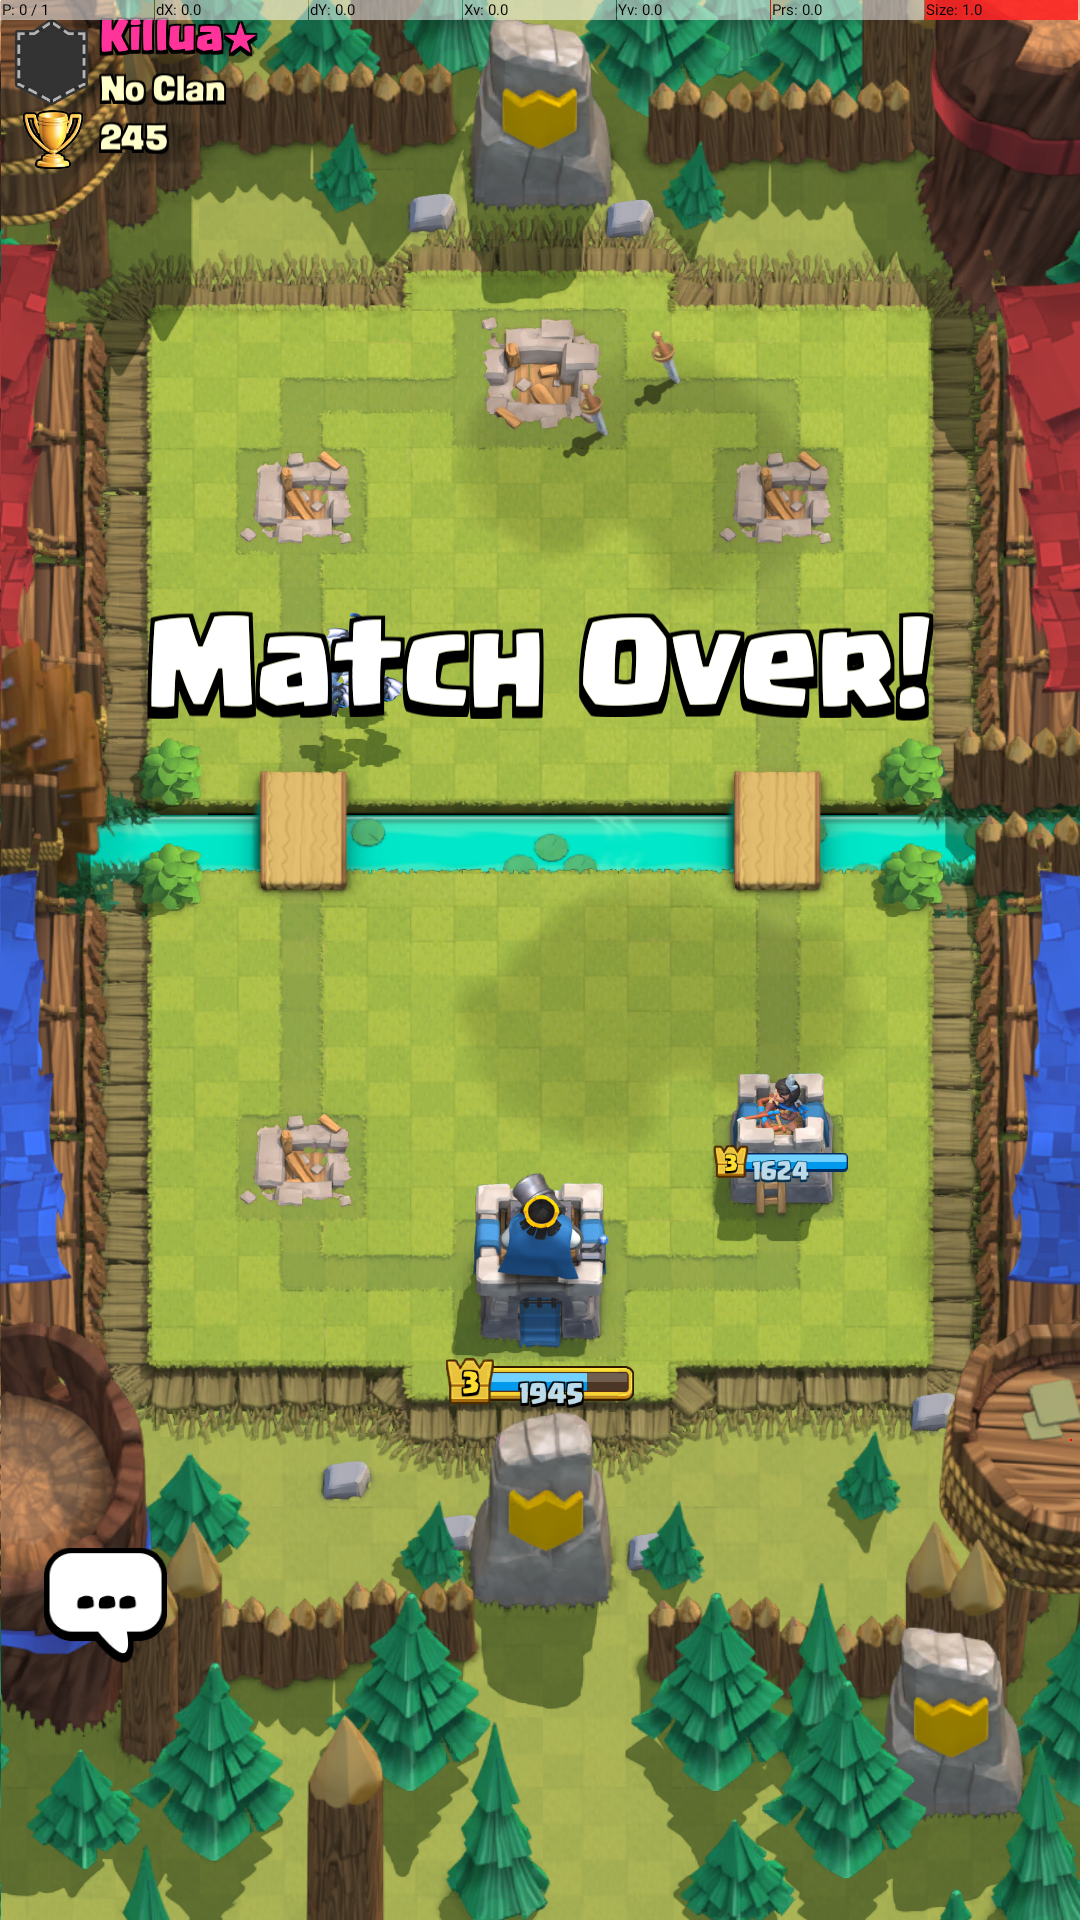 P: 0 / 1 dX: 0.0 dY: 0.0 Xv: 0.0 Yv: 0.0 Prs: 0.0 Size: 1.0
Killua★
No Clan
245
Match Over!
3 1624
3 1945
...